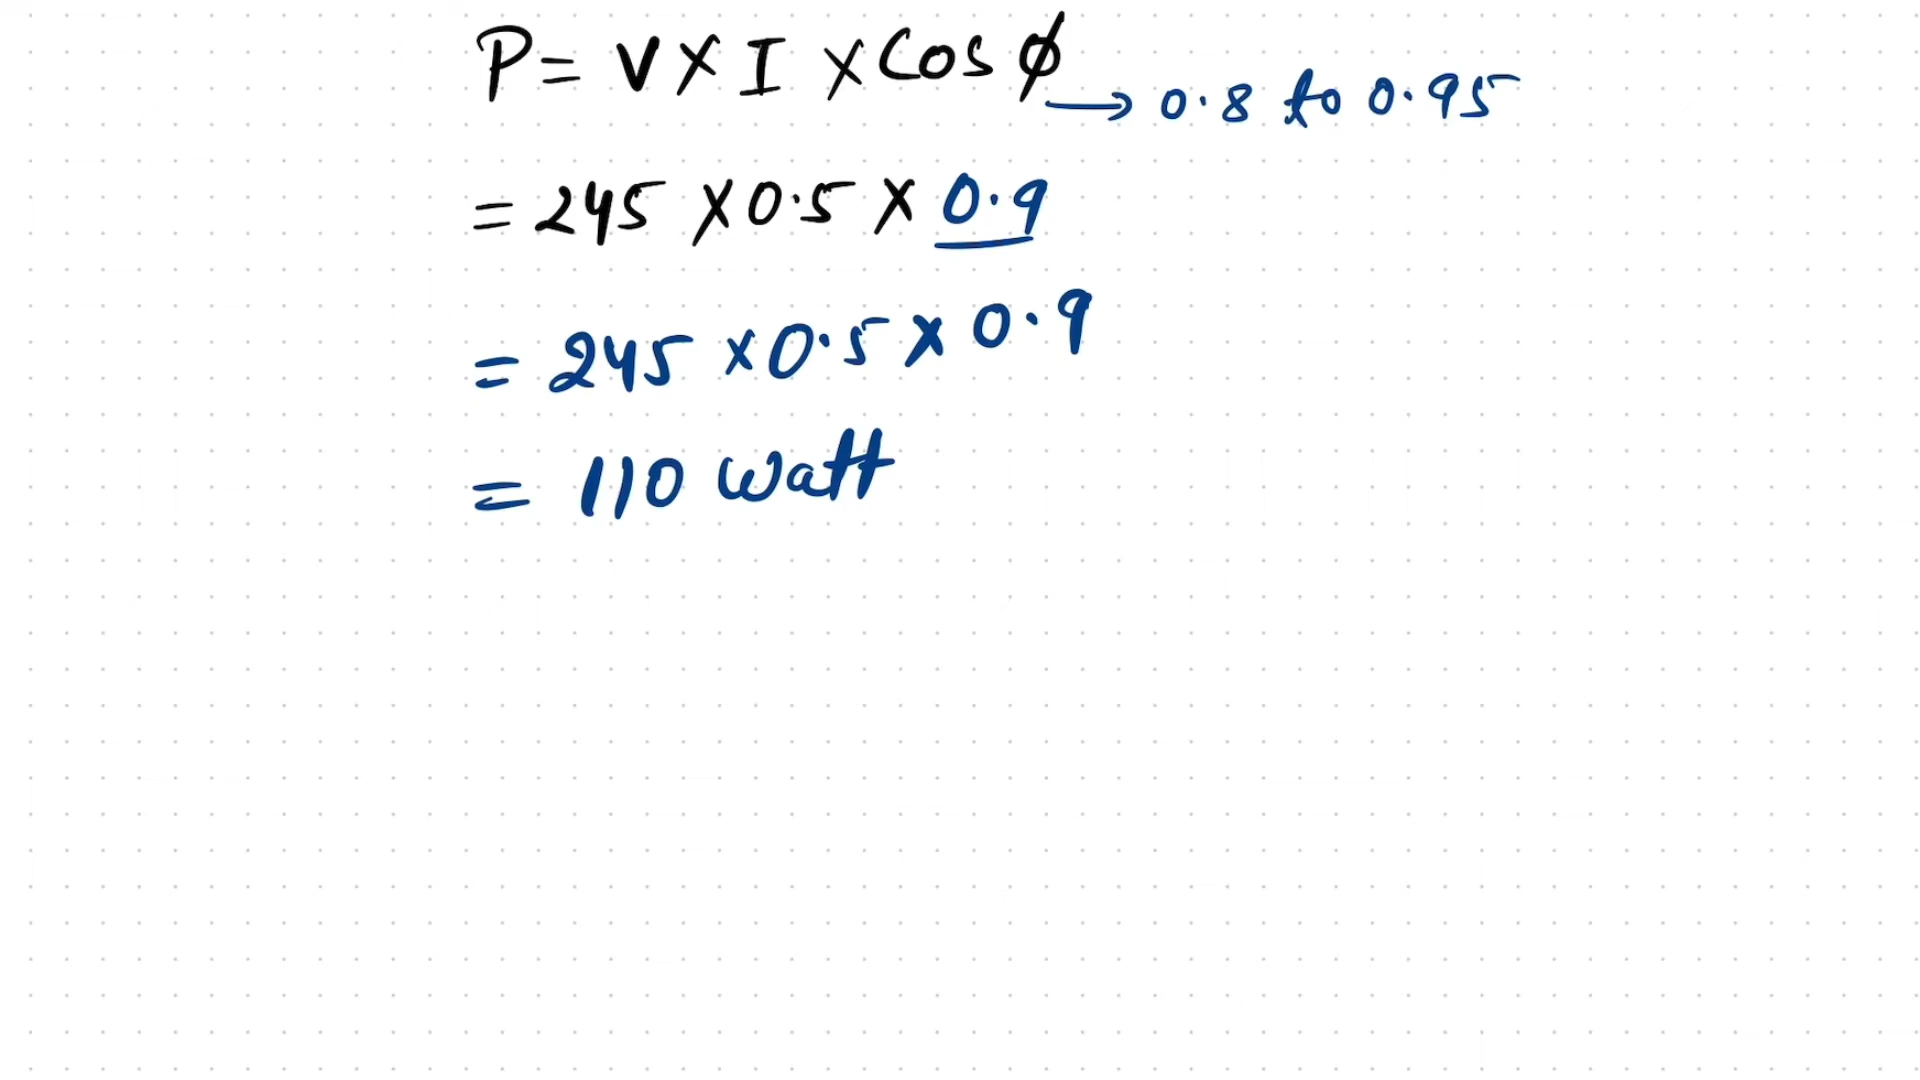 P = V X I X Cos ϕ → 0.8 to 0.95
= 245 X 0.5 X 0.9
= 245 X 0.5 X 0.9
= 110 watt